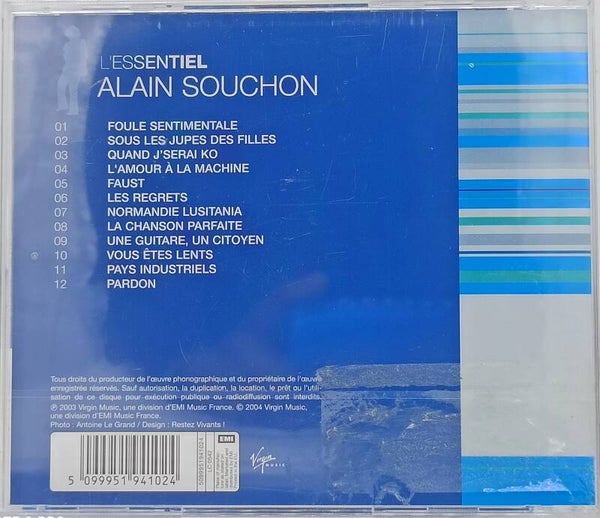 L'ESSENTIEL
ALAIN SOUCHON
01 FOULE SENTIMENTALE
02 SOUS LES JUPES DES FILLES
03 QUAND J'SERAI KO
04 L'AMOUR À LA MACHINE
05 FAUST
06 LES REGRETS
07 NORMANDIE LUSITANIA
08 LA CHANSON PARFAITE
09 UNE GUITARE, UN CITOYEN
10 VOUS ÊTES LENTS
11 PAYS INDUSTRIELS
12 PARDON
Tous droits du producteur de l'œuvre phonographique et du propriétaire de l'œuvre
enregistrée réservés. Sauf autorisation, la duplication, la location, le prêt ou l'utili-
sation de ce disque pour exécution publique ou radiodiffusion sont interdits.
℗ 2003 Virgin Music, une division d'EMI Music France. © 2004 Virgin Music,
une division d'EMI Music France.
Photo : Antoine Le Grand / Design : Restez Vivants !
5 099951 941024
5099951941024
LC-0542
EMI
Virgin
MUSIC